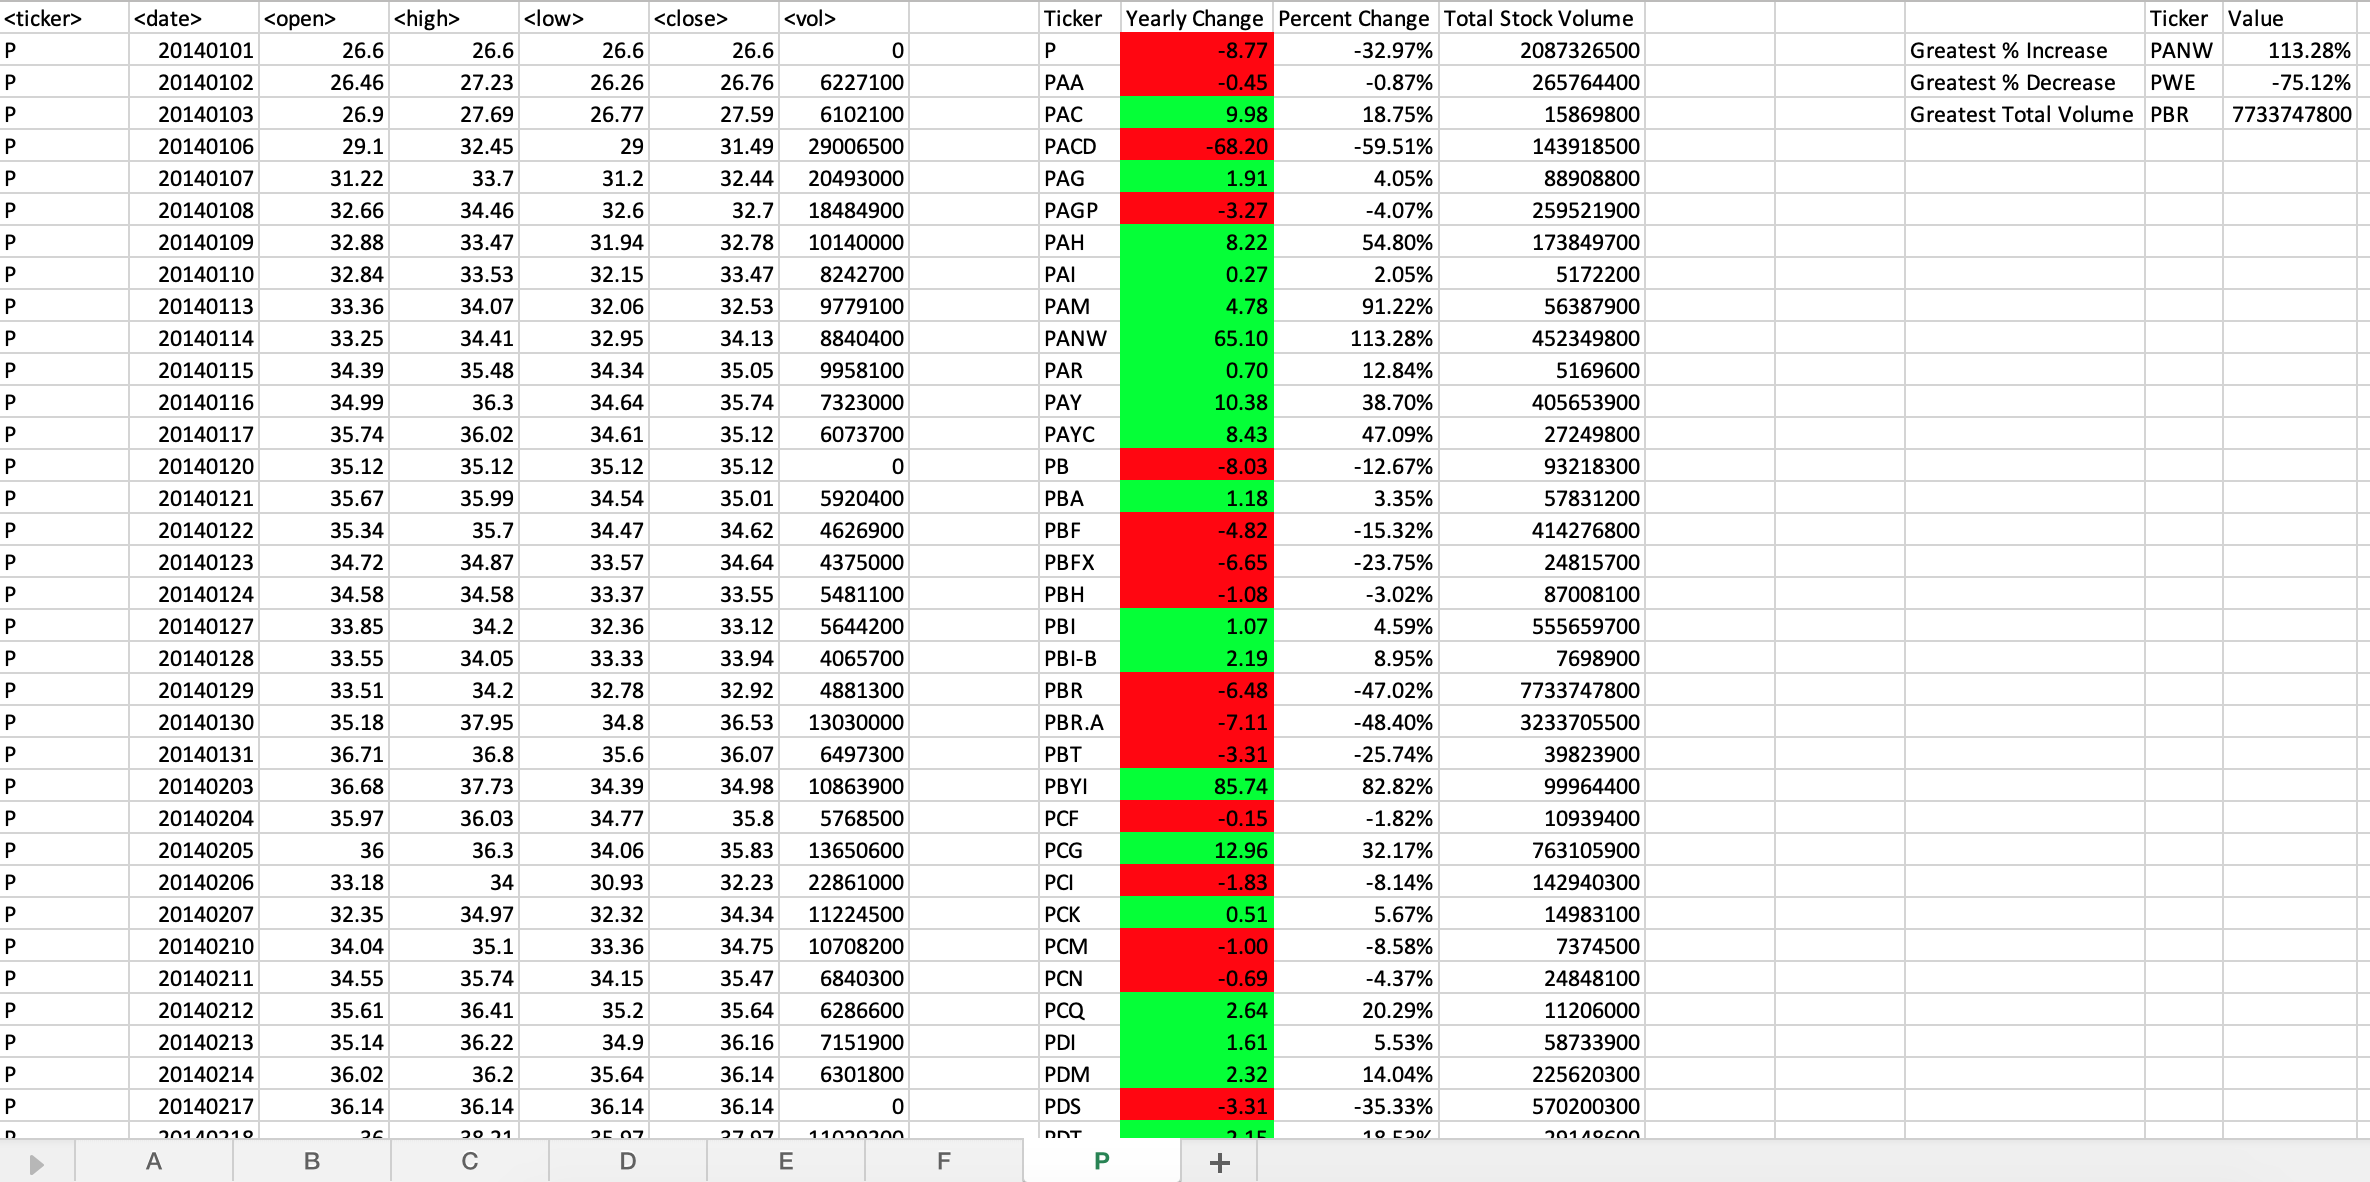 <ticker> <date> <open> <high> <low> <close> <vol> Ticker Yearly Change Percent Change Total Stock Volume Ticker Value
P 20140101 26.6 26.6 26.6 26.6 0 P -8.77 -32.97% 2087326500 Greatest % Increase PANW 113.28%
P 20140102 26.46 27.23 26.26 26.76 6227100 PAA -0.45 -0.87% 265764400 Greatest % Decrease PWE -75.12%
P 20140103 26.9 27.69 26.77 27.59 6102100 PAC 9.98 18.75% 15869800 Greatest Total Volume PBR 7733747800
P 20140106 29.1 32.45 29 31.49 29006500 PACD -68.20 -59.51% 143918500
P 20140107 31.22 33.7 31.2 32.44 20493000 PAG 1.91 4.05% 88908800
P 20140108 32.66 34.46 32.6 32.7 18484900 PAGP -3.27 -4.07% 259521900
P 20140109 32.88 33.47 31.94 32.78 10140000 PAH 8.22 54.80% 173849700
P 20140110 32.84 33.53 32.15 33.47 8242700 PAI 0.27 2.05% 5172200
P 20140113 33.36 34.07 32.06 32.53 9779100 PAM 4.78 91.22% 56387900
P 20140114 33.25 34.41 32.95 34.13 8840400 PANW 65.10 113.28% 452349800
P 20140115 34.39 35.48 34.34 35.05 9958100 PAR 0.70 12.84% 5169600
P 20140116 34.99 36.3 34.64 35.74 7323000 PAY 10.38 38.70% 405653900
P 20140117 35.74 36.02 34.61 35.12 6073700 PAYC 8.43 47.09% 27249800
P 20140120 35.12 35.12 35.12 35.12 0 PB -8.03 -12.67% 93218300
P 20140121 35.67 35.99 34.54 35.01 5920400 PBA 1.18 3.35% 57831200
P 20140122 35.34 35.7 34.47 34.62 4626900 PBF -4.82 -15.32% 414276800
P 20140123 34.72 34.87 33.57 34.64 4375000 PBFX -6.65 -23.75% 24815700
P 20140124 34.58 34.58 33.37 33.55 5481100 PBH -1.08 -3.02% 87008100
P 20140127 33.85 34.2 32.36 33.12 5644200 PBI 1.07 4.59% 555659700
P 20140128 33.55 34.05 33.33 33.94 4065700 PBI-B 2.19 8.95% 7698900
P 20140129 33.51 34.2 32.78 32.92 4881300 PBR -6.48 -47.02% 7733747800
P 20140130 35.18 37.95 34.8 36.53 13030000 PBR.A -7.11 -48.40% 3233705500
P 20140131 36.71 36.8 35.6 36.07 6497300 PBT -3.31 -25.74% 39823900
P 20140203 36.68 37.73 34.39 34.98 10863900 PBYI 85.74 82.82% 99964400
P 20140204 35.97 36.03 34.77 35.8 5768500 PCF -0.15 -1.82% 10939400
P 20140205 36 36.3 34.06 35.83 13650600 PCG 12.96 32.17% 763105900
P 20140206 33.18 34 30.93 32.23 22861000 PCI -1.83 -8.14% 142940300
P 20140207 32.35 34.97 32.32 34.34 11224500 PCK 0.51 5.67% 14983100
P 20140210 34.04 35.1 33.36 34.75 10708200 PCM -1.00 -8.58% 7374500
P 20140211 34.55 35.74 34.15 35.47 6840300 PCN -0.69 -4.37% 24848100
P 20140212 35.61 36.41 35.2 35.64 6286600 PCQ 2.64 20.29% 11206000
P 20140213 35.14 36.22 34.9 36.16 7151900 PDI 1.61 5.53% 58733900
P 20140214 36.02 36.2 35.64 36.14 6301800 PDM 2.32 14.04% 225620300
P 20140217 36.14 36.14 36.14 36.14 0 PDS -3.31 -35.33% 570200300
P 20140218 36 38.21 35.97 37.97 PDT 2.15
A B C D E F P +